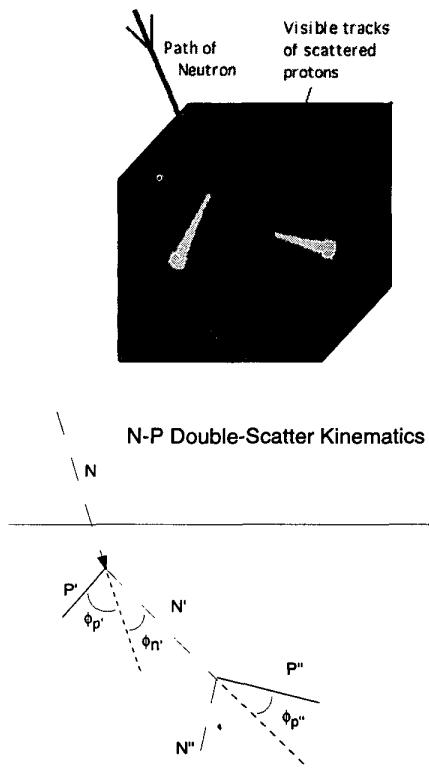 Path of
Neutron
Visible tracks
of scattered
protons
N-P Double-Scatter Kinematics
N
P'
N'
ϕp'
ϕn'
P"
ϕp"
N"